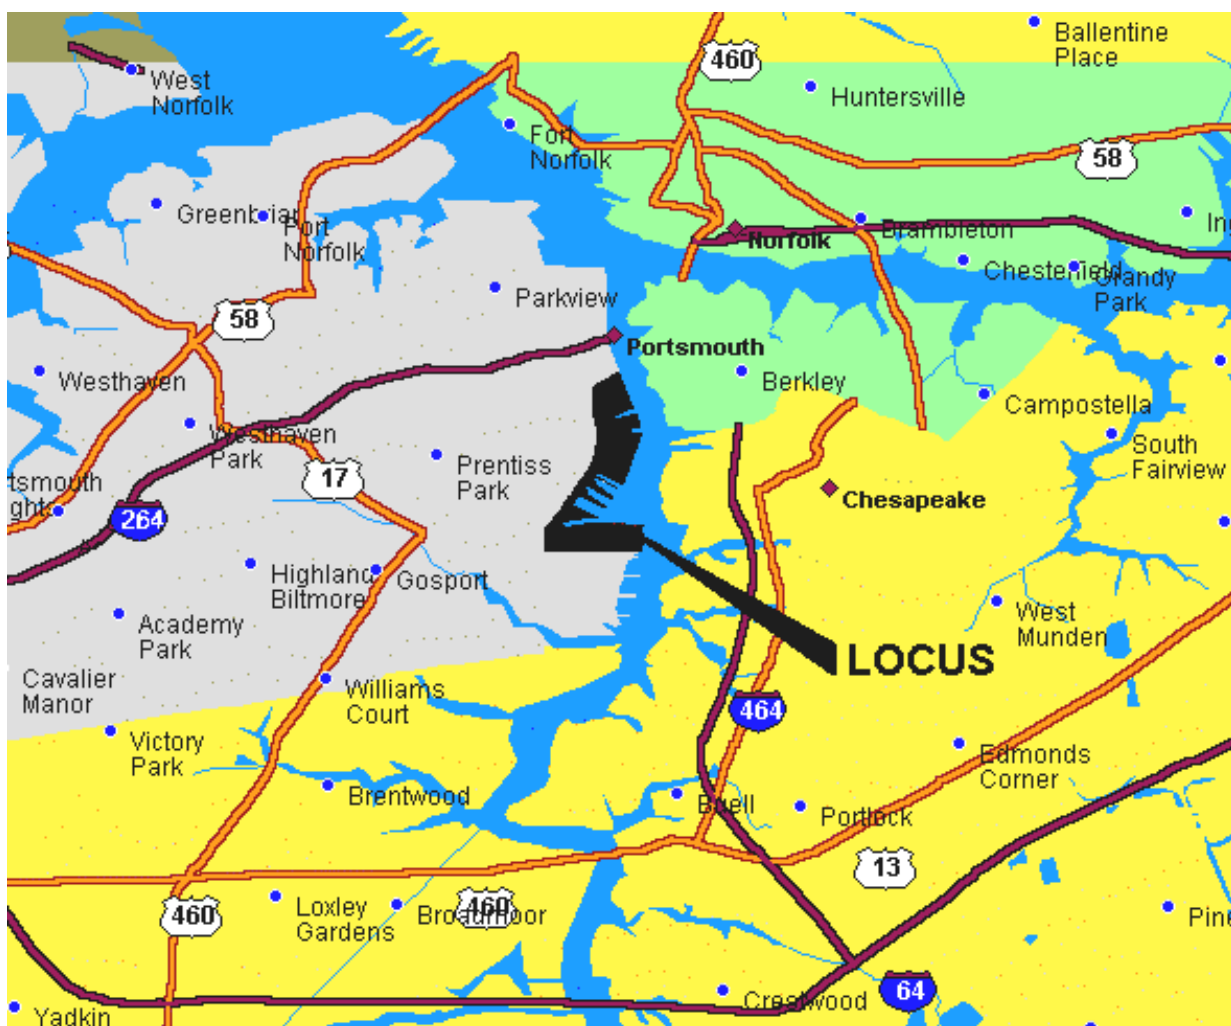 Ballentine
Place
460
West
Norfolk
Huntersville
Fort
Norfolk
58
Greenbriar
Port
Norfolk
Norfolk
Brambleton
Chesterfield
Grandy
Park
Parkview
58
Portsmouth
Westhaven
Berkley
Campostella
Westhaven
Park
South
Fairview
Prentiss
Park
17
Chesapeake
264
Highland
Biltmore
Gosport
Academy
Park
West
Munden
LOCUS
Cavalier
Manor
Williams
Court
464
Victory
Park
Edmonds
Corner
Brentwood
Buell
Portlock
13
460
Loxley
Gardens
Broadmoor
460
Crestwood
64
Yadkin